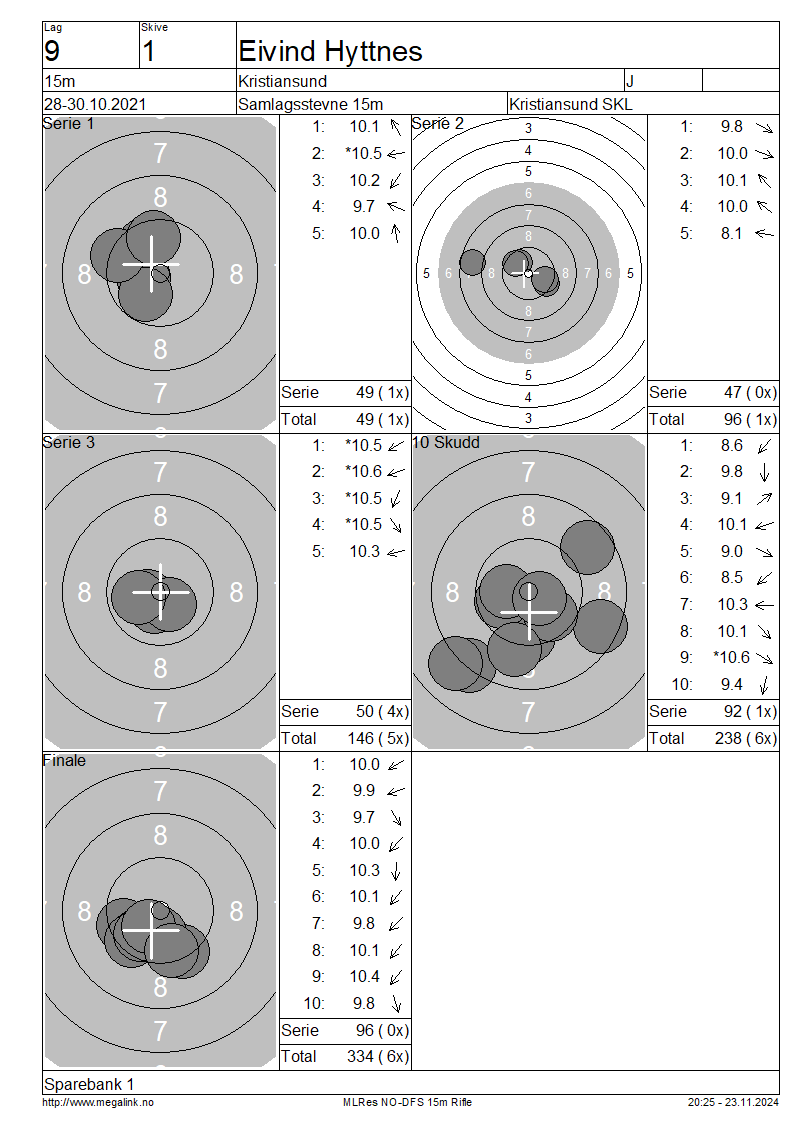 Lag
9
Skive
1
Eivind Hyttnes
15m
Kristiansund
J
28-30.10.2021
Samlagsstevne 15m
Kristiansund SKL
Serie 1
7
8
8 8
8
7
1: 10.1
2: *10.5
3: 10.2
4: 9.7
5: 10.0
Serie 49 ( 1x)
Total 49 ( 1x)
Serie 2
3
4
5
6
7
8
5 6 8 8 7 6 5
8
7
6
5
4
3
1: 9.8
2: 10.0
3: 10.1
4: 10.0
5: 8.1
Serie 47 ( 0x)
Total 96 ( 1x)
Serie 3
7
8
8 8
8
7
1: *10.5
2: *10.6
3: *10.5
4: *10.5
5: 10.3
Serie 50 ( 4x)
Total 146 ( 5x)
10 Skudd
7
8
8 8
7
1: 8.6
2: 9.8
3: 9.1
4: 10.1
5: 9.0
6: 8.5
7: 10.3
8: 10.1
9: *10.6
10: 9.4
Serie 92 ( 1x)
Total 238 ( 6x)
Finale
7
8
8 8
8
7
1: 10.0
2: 9.9
3: 9.7
4: 10.0
5: 10.3
6: 10.1
7: 9.8
8: 10.1
9: 10.4
10: 9.8
Serie 96 ( 0x)
Total 334 ( 6x)
Sparebank 1
http://www.megalink.no
MLRes NO-DFS 15m Rifle
20:25 - 23.11.2024